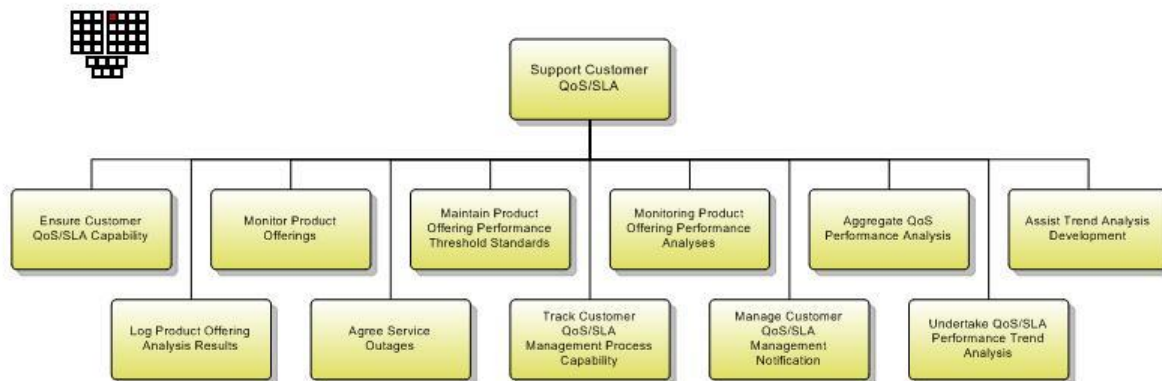 Support Customer
QoS/SLA
Ensure Customer
QoS/SLA Capability
Monitor Product
Offerings
Maintain Product
Offering Performance
Threshold Standards
Monitoring Product
Offering Performance
Analyses
Aggregate QoS
Performance Analysis
Assist Trend Analysis
Development
Log Product Offering
Analysis Results
Agree Service
Outages
Track Customer
QoS/SLA
Management Process
Capability
Manage Customer
QoS/SLA
Management
Notification
Undertake QoS/SLA
Performance Trend
Analysis